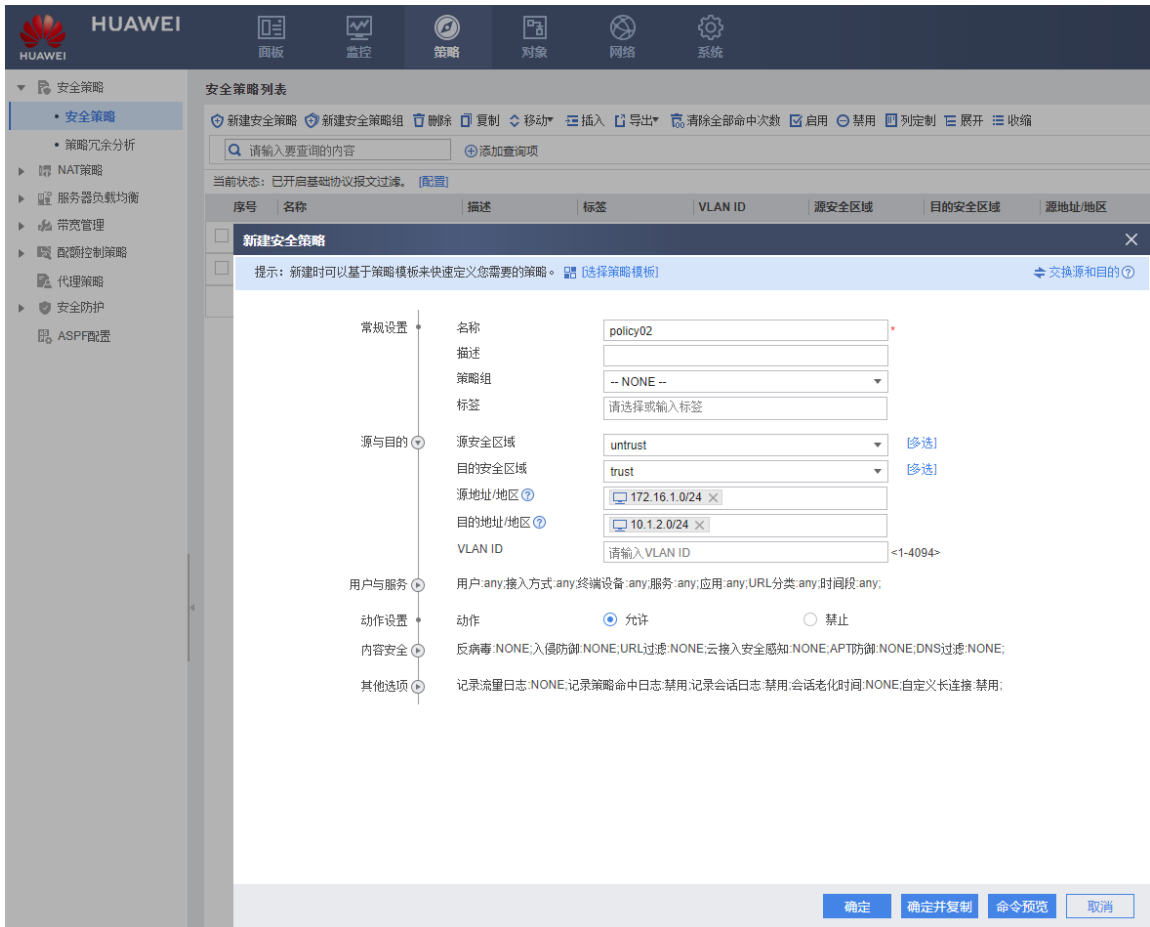 HUAWEI
HUAWEI
面板 监控 策略 对象 网络 系统
安全策略
安全策略
策略冗余分析
NAT策略
服务器负载均衡
带宽管理
配额控制策略
代理策略
安全防护
ASPF配置
安全策略列表
新建安全策略 新建安全策略组 删除 复制 移动 插入 导出 清除全部命中次数 启用 禁用 列定制 展开 收缩
请输入要查询的内容 添加查询项
当前状态：已开启基础协议报文过滤。 [配置]
序号 名称 描述 标签 VLAN ID 源安全区域 目的安全区域 源地址/地区
新建安全策略
提示：新建时可以基于策略模板来快速定义您需要的策略。 [选择策略模板] 交换源和目的
常规设置 名称 policy02 *
描述
策略组 -- NONE --
标签 请选择或输入标签
源与目的 源安全区域 untrust [多选]
目的安全区域 trust [多选]
源地址/地区 172.16.1.0/24
目的地址/地区 10.1.2.0/24
VLAN ID 请输入VLAN ID <1-4094>
用户与服务 用户:any;接入方式:any;终端设备:any;服务:any;应用:any;URL分类:any;时间段:any;
动作设置 动作 允许 禁止
内容安全 反病毒:NONE;入侵防御:NONE;URL过滤:NONE;云接入安全感知:NONE;APT防御:NONE;DNS过滤:NONE;
其他选项 记录流量日志:NONE;记录策略命中日志:禁用;记录会话日志:禁用;会话老化时间:NONE;自定义长连接:禁用;
确定 确定并复制 命令预览 取消